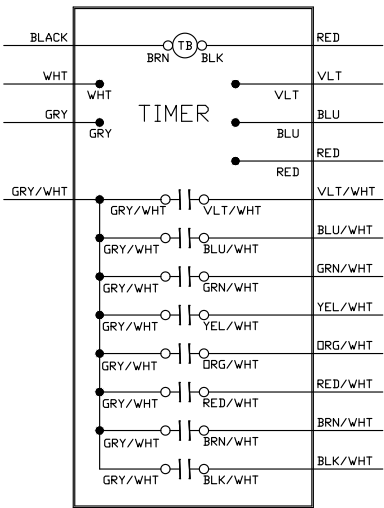 BLACK TB RED
BRN BLK
WHT VLT
WHT VLT
TIMER
GRY BLU
GRY BLU
RED
RED
GRY/WHT VLT/WHT
GRY/WHT VLT/WHT
BLU/WHT
GRY/WHT BLU/WHT
GRN/WHT
GRY/WHT GRN/WHT
YEL/WHT
GRY/WHT YEL/WHT
ORG/WHT
GRY/WHT ORG/WHT
RED/WHT
GRY/WHT RED/WHT
BRN/WHT
GRY/WHT BRN/WHT
BLK/WHT
GRY/WHT BLK/WHT